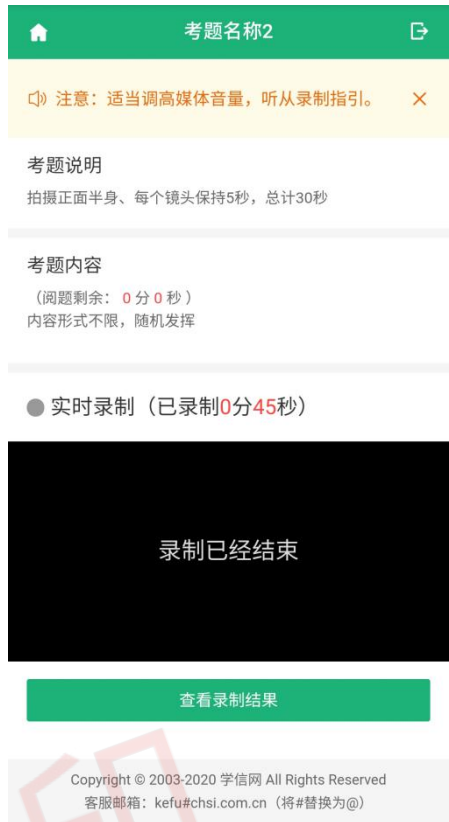 考题名称2
注意：适当调高媒体音量，听从录制指引。
考题说明
拍摄正面半身、每个镜头保持5秒，总计30秒
考题内容
（阅题剩余： 0 分 0 秒 ）
内容形式不限，随机发挥
实时录制（已录制0分45秒）
录制已经结束
查看录制结果
Copyright © 2003-2020 学信网 All Rights Reserved
客服邮箱：kefu#chsi.com.cn（将#替换为@）